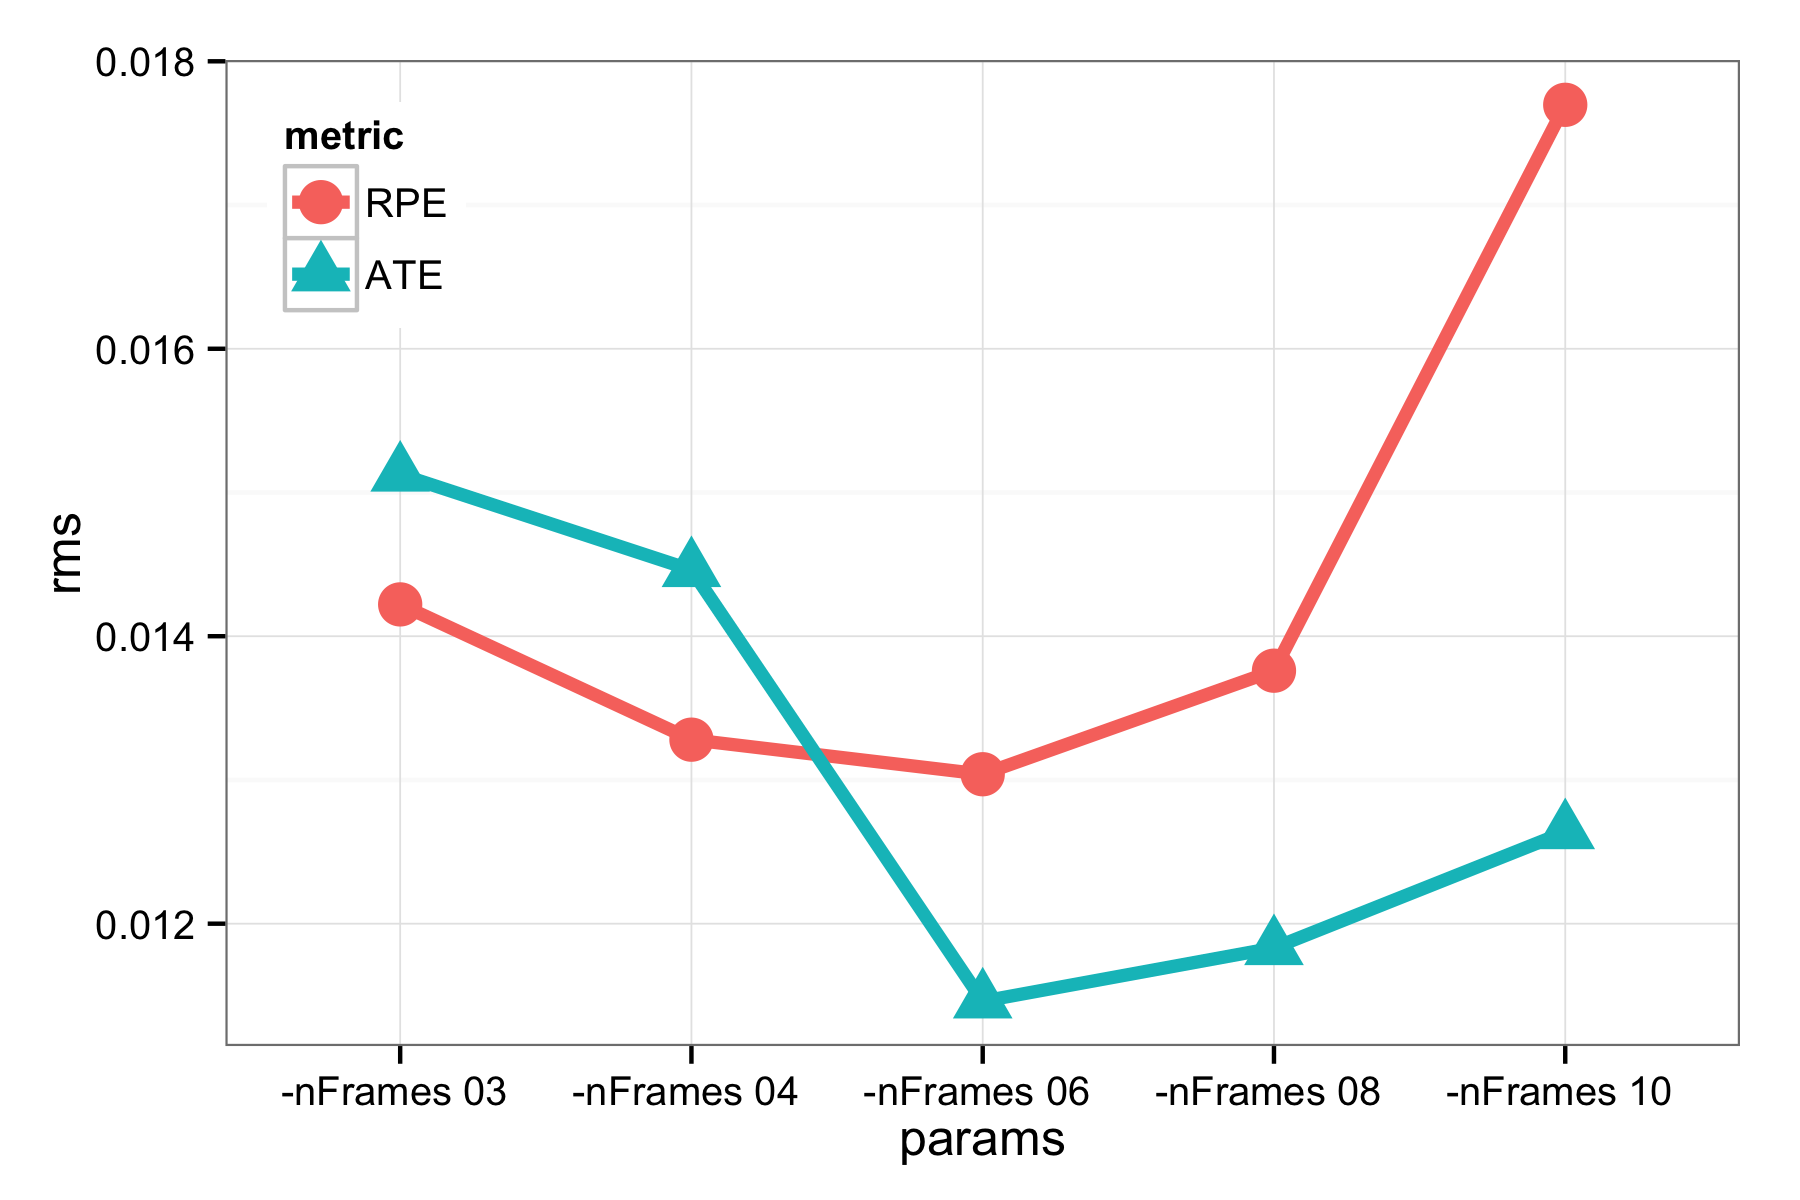 0.018
metric
RPE
ATE
0.016
rms
0.014
0.012
-nFrames 03
-nFrames 04
-nFrames 06
-nFrames 08
-nFrames 10
params